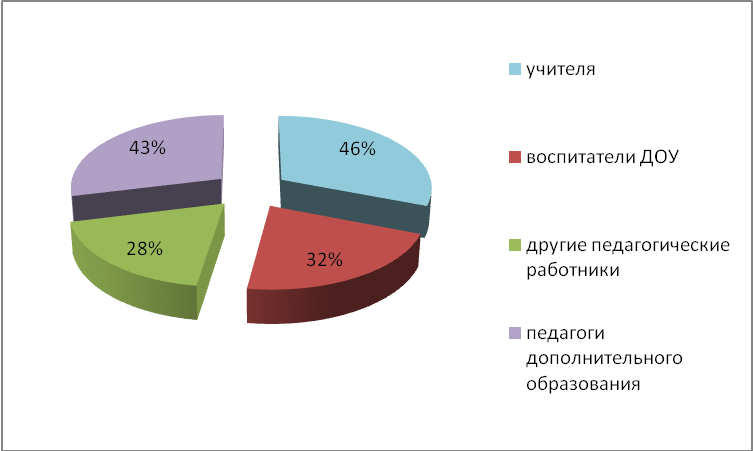 43%
46%
28%
32%
учителя
воспитатели ДОУ
другие педагогические
работники
педагоги
дополнительного
образования